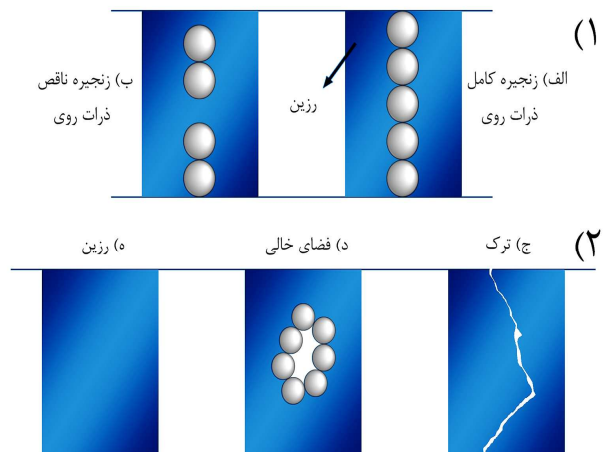 ۱)
الف) زنجیره کامل
ذرات روی
رزین
ب) زنجیره ناقص
ذرات روی
۲)
ج) ترک
د) فضای خالی
ه) رزین